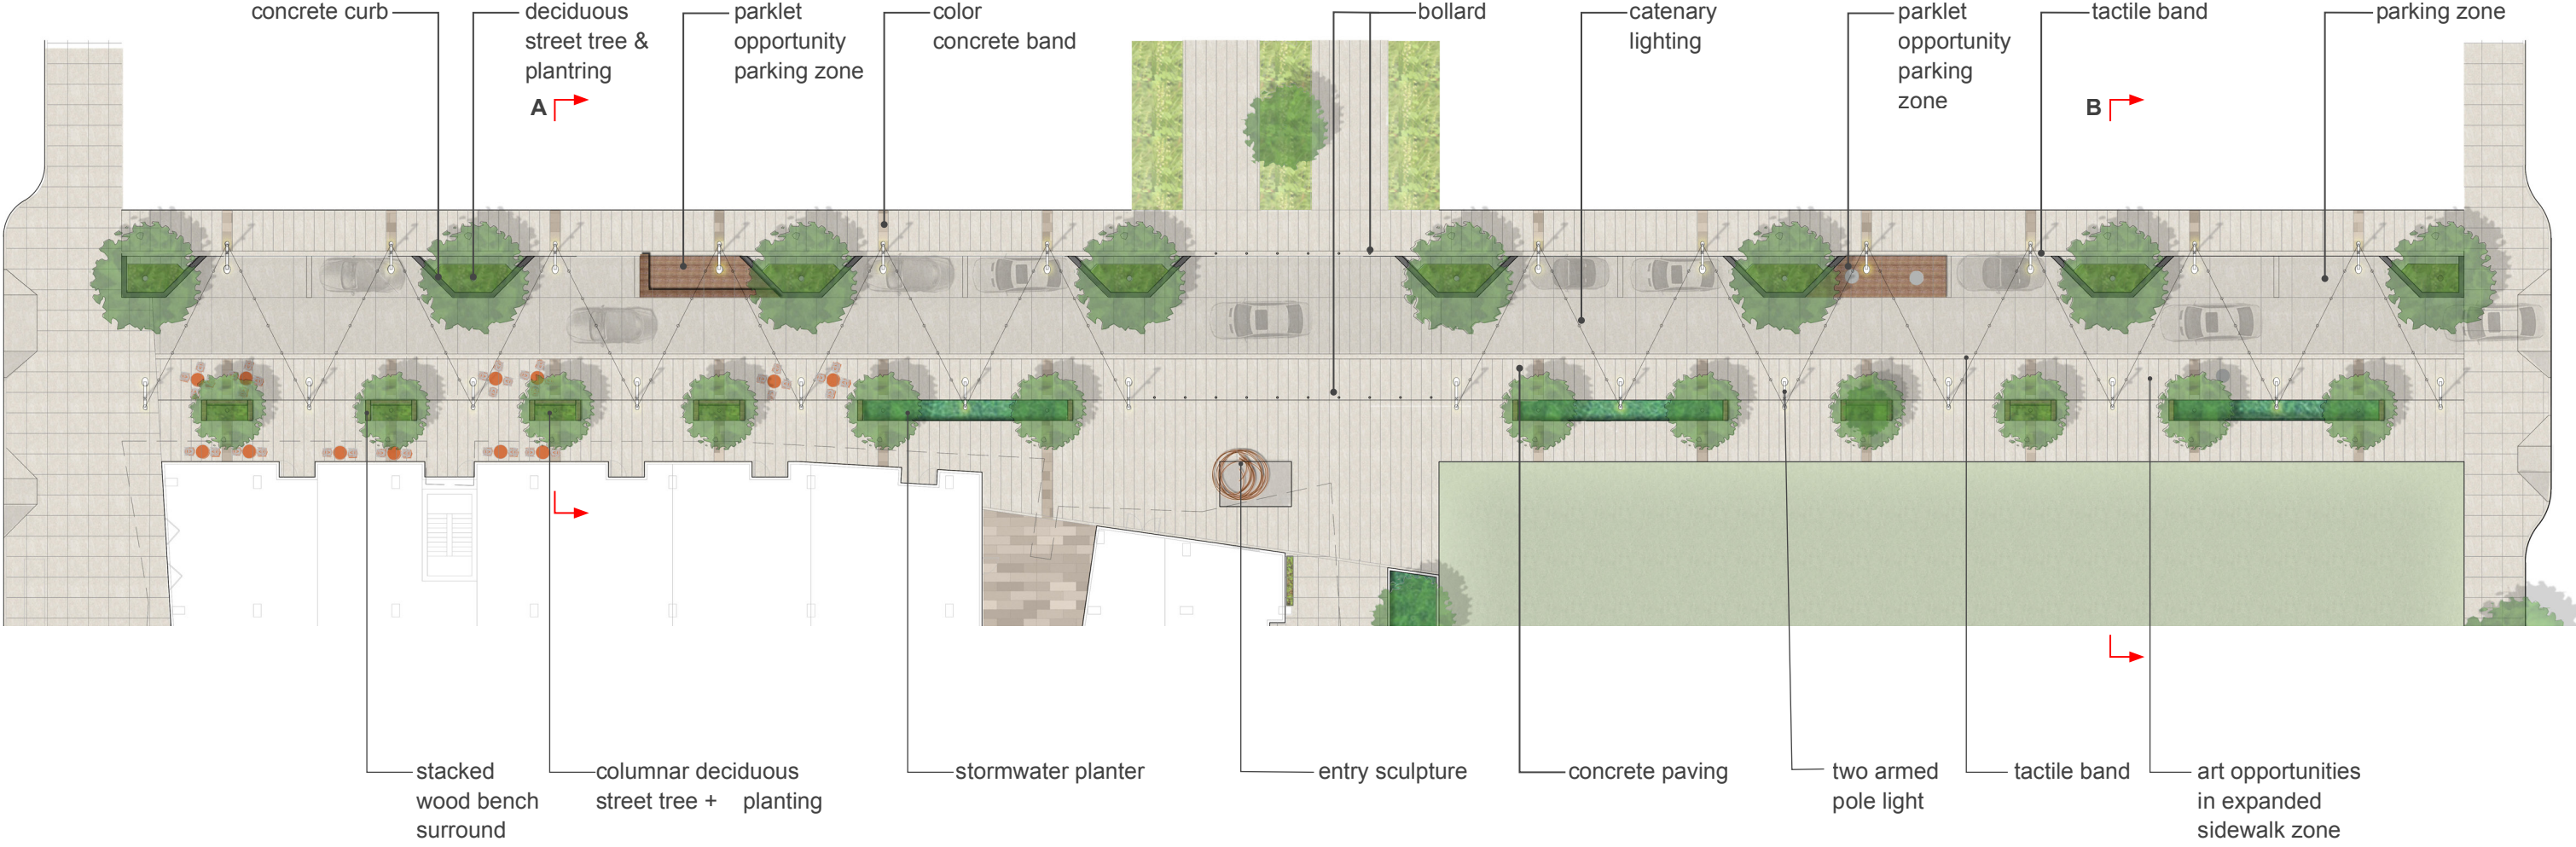 concrete curb
deciduous
street tree &
plantring
parklet
opportunity
parking zone
color
concrete band
bollard
catenary
lighting
parklet
opportunity
parking
zone
tactile band
parking zone
A
B
stacked
wood bench
surround
columnar deciduous
street tree + planting
stormwater planter
entry sculpture
concrete paving
two armed
pole light
tactile band
art opportunities
in expanded
sidewalk zone